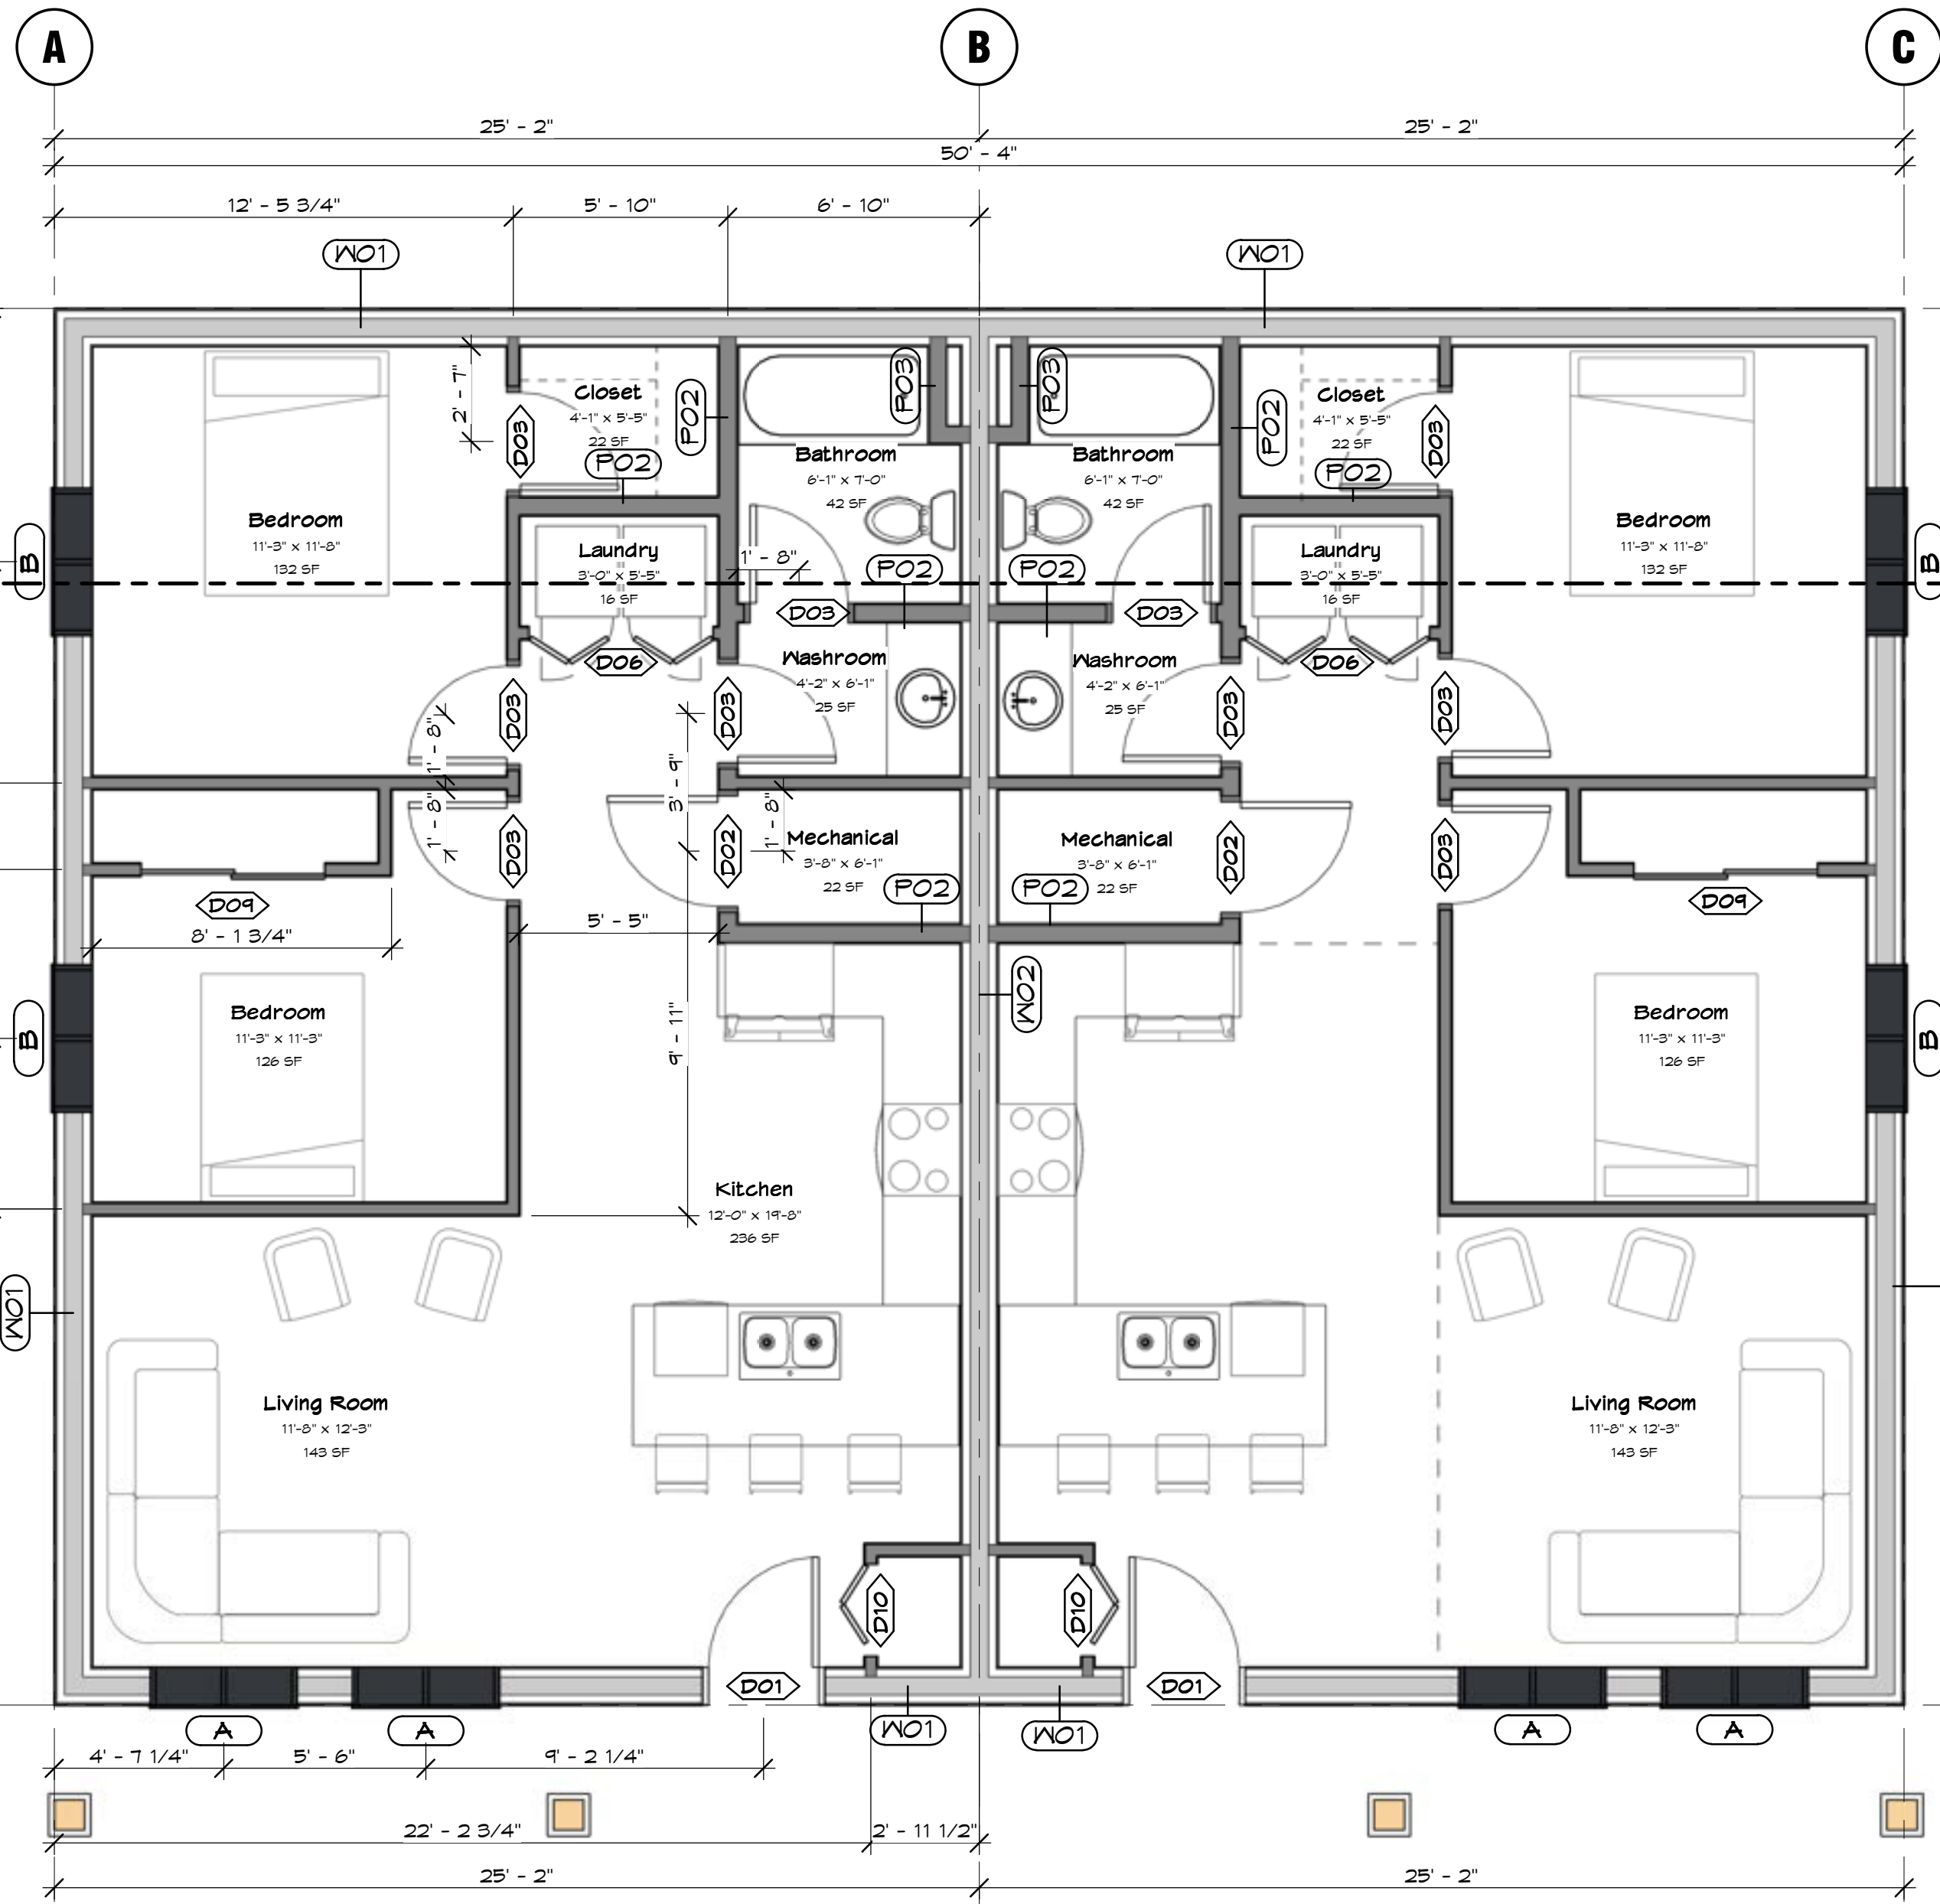 A B C
25' - 2" 25' - 2"
50' - 4"
12' - 5 3/4" 5' - 10" 6' - 10"
W01 W01
2' - 7"
D03
Closet
4'-1" x 5'-5"
22 SF
P02
P02
P03
P03
Bathroom
6'-1" x 7'-0"
42 SF
Bathroom
6'-1" x 7'-0"
42 SF
P02
Closet
4'-1" x 5'-5"
22 SF
P02
D03
Bedroom
11'-3" x 11'-8"
132 SF
Laundry
3'-0" x 5'-5"
16 SF
1' - 8"
P02
P02
Laundry
3'-0" x 5'-5"
16 SF
Bedroom
11'-3" x 11'-8"
132 SF
B
B
D03
D03
D06
D06
Washroom
4'-2" x 6'-1"
25 SF
Washroom
4'-2" x 6'-1"
25 SF
D03
D03
D03
D03
1' - 8"
1' - 8"
3' - 9"
1' - 8"
D03
D02
Mechanical
3'-8" x 6'-1"
22 SF
P02
Mechanical
3'-8" x 6'-1"
22 SF
P02
D02
D03
D09
D09
8' - 1 3/4"
5' - 5"
W02
B
B
Bedroom
11'-3" x 11'-3"
126 SF
9' - 11"
Bedroom
11'-3" x 11'-3"
126 SF
Kitchen
12'-0" x 19'-8"
236 SF
W01
Living Room
11'-8" x 12'-3"
143 SF
Living Room
11'-8" x 12'-3"
143 SF
D10
D10
D01
D01
A
A
W01
W01
A
A
4' - 7 1/4" 5' - 6" 9' - 2 1/4"
22' - 2 3/4" 2' - 11 1/2"
25' - 2" 25' - 2"